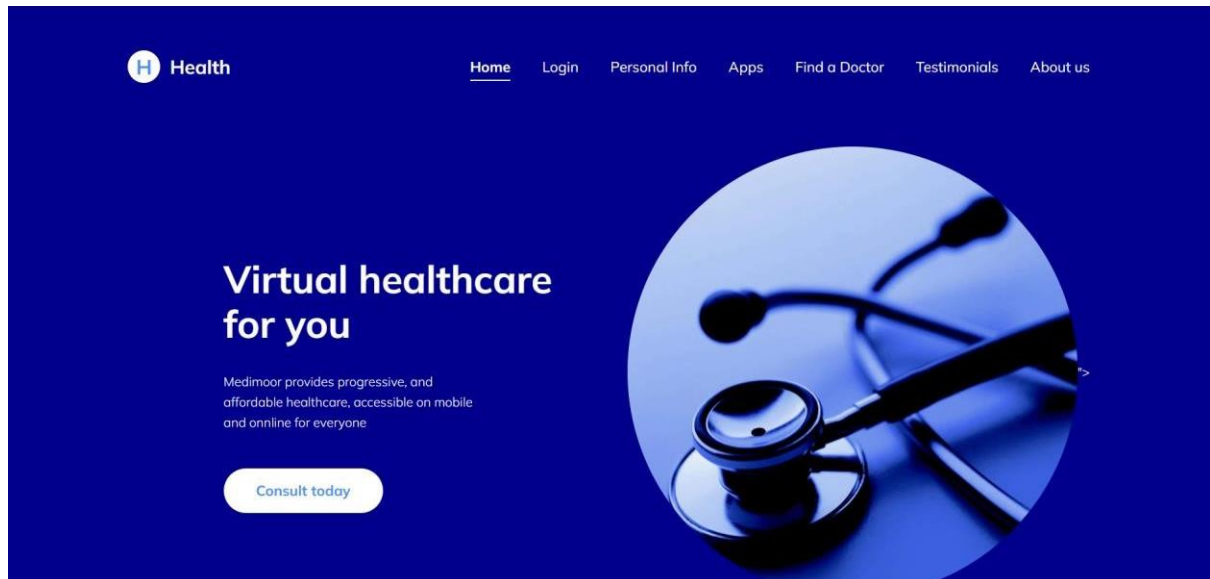 H Health
Home Login Personal Info Apps Find a Doctor Testimonials About us
Virtual healthcare
for you
Medimoor provides progressive, and
affordable healthcare, accessible on mobile
and onnline for everyone
">
Consult today